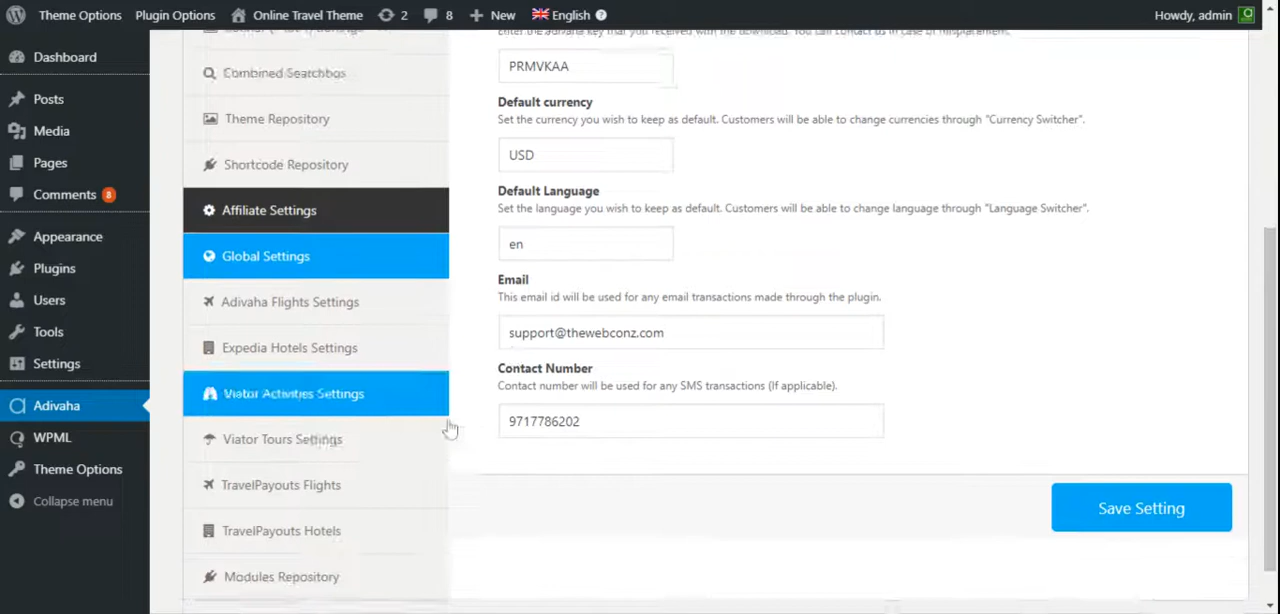 Theme Options
Plugin Options
Online Travel Theme
2
8
New
English
Howdy, admin
Dashboard
Posts
Media
Pages
Comments 8
Appearance
Plugins
Users
Tools
Settings
Adivaha
WPML
Theme Options
Collapse menu
Combined Searchbox
Theme Repository
Shortcode Repository
Affiliate Settings
Global Settings
Adivaha Flights Settings
Expedia Hotels Settings
Viator Activities Settings
Viator Tours Settings
TravelPayouts Flights
TravelPayouts Hotels
Modules Repository
Enter the adivaha key that you received with the download. You can contact us in case of misplacement.
PRMVKAA
Default currency
Set the currency you wish to keep as default. Customers will be able to change currencies through "Currency Switcher".
USD
Default Language
Set the language you wish to keep as default. Customers will be able to change language through "Language Switcher".
en
Email
This email id will be used for any email transactions made through the plugin.
support@thewebconz.com
Contact Number
Contact number will be used for any SMS transactions (If applicable).
9717786202
Save Setting